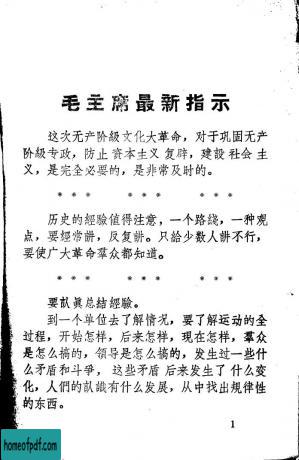 毛主席最新指示
这次无产阶級文化大革命，对于巩固无产
阶級专政，防止資本主义复辟，建設社会主
义，是完全必要的，是非常及时的。
＊＊＊ ＊＊＊ ＊＊＊
历史的經驗值得注意，一个路綫，一种观
点，要經常讲，反复讲。只給少数人讲不行，
要使广大革命羣众都知道。
＊＊＊ ＊＊＊ ＊＊＊
要认眞总結經驗。
到一个单位去了解情况，要了解运动的全
过程，开始怎样，后来怎样，现在怎样，羣众
是怎么搞的，領导是怎么搞的，发生过一些什
么矛盾和斗爭，这些矛盾后来发生了什么变
化，人們的认識有什么发展，从中找出規律性
的东西。
1
homeofpdf.com